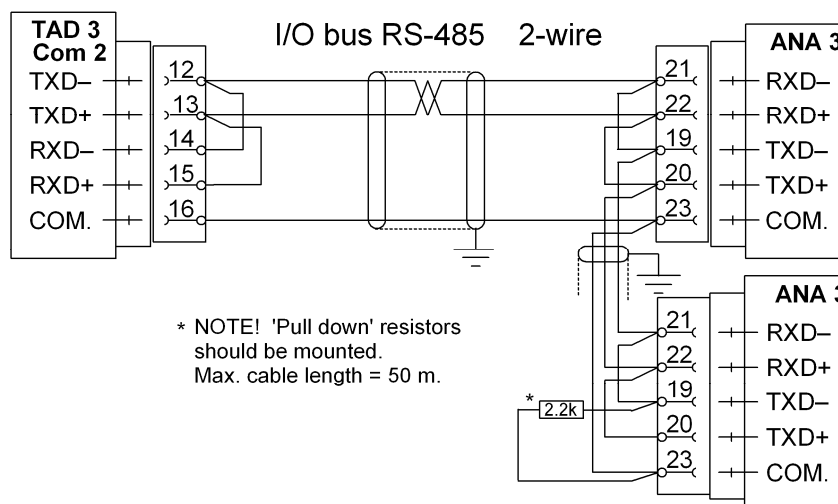 I/O bus RS-485 2-wire
TAD 3
Com 2
TXD–
TXD+
RXD–
RXD+
COM.
12
13
14
15
16
21
22
19
20
23
ANA 3
RXD–
RXD+
TXD–
TXD+
COM.
* NOTE! 'Pull down' resistors
should be mounted.
Max. cable length = 50 m.
* 2.2k
21
22
19
20
23
ANA 3
RXD–
RXD+
TXD–
TXD+
COM.